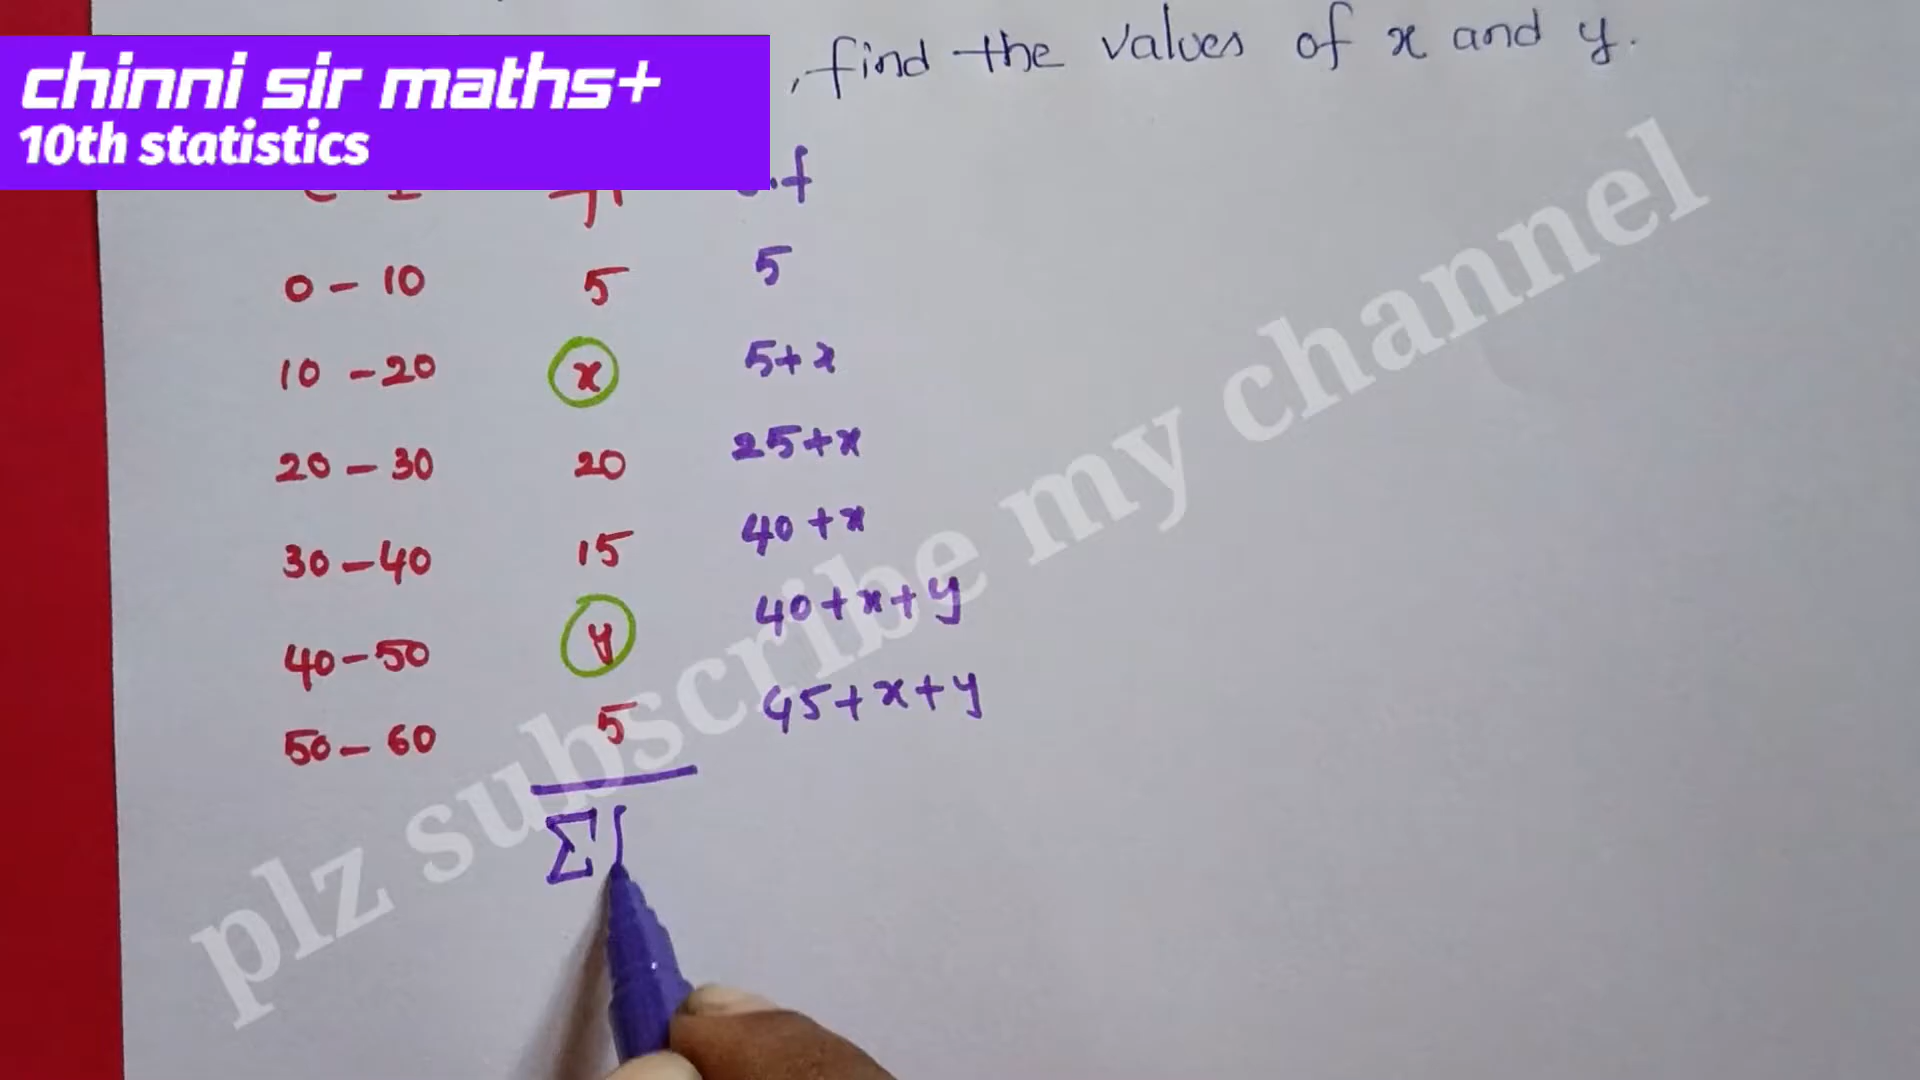 , find the values of x and y.
chinni sir maths+
10th statistics
0 - 10 5 5
10 - 20 x 5+x
20 - 30 20 25+x
30 - 40 15 40+x
40 - 50 y 40+x+y
50 - 60 5 45+x+y
Σ
plz subscribe my channel